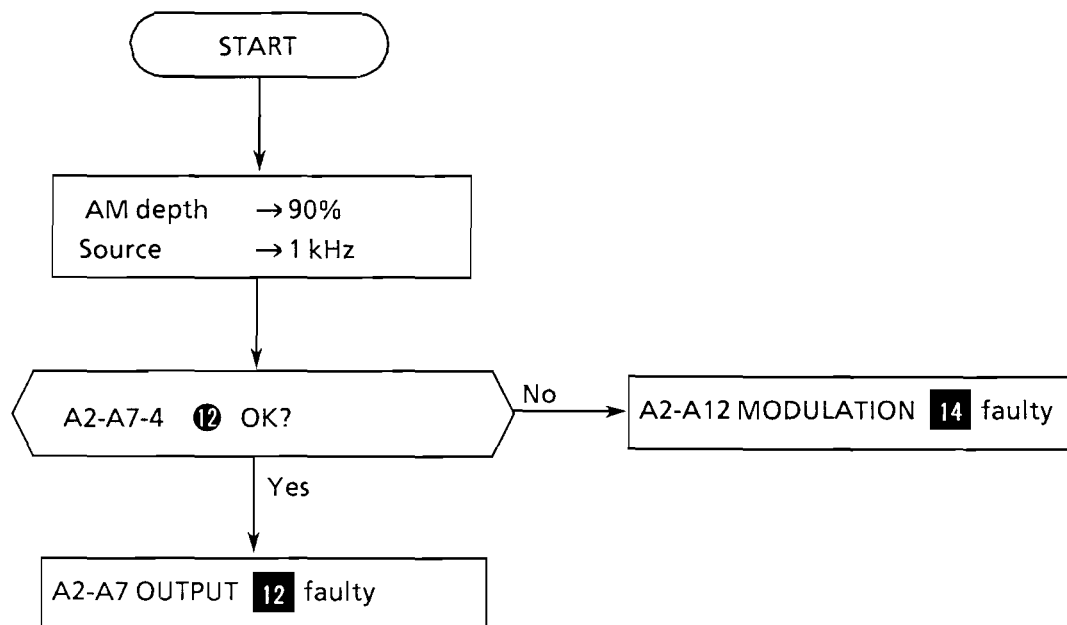 START
AM depth → 90%
Source → 1 kHz
A2-A7-4 ⓬ OK?
No
A2-A12 MODULATION 14 faulty
Yes
A2-A7 OUTPUT 12 faulty